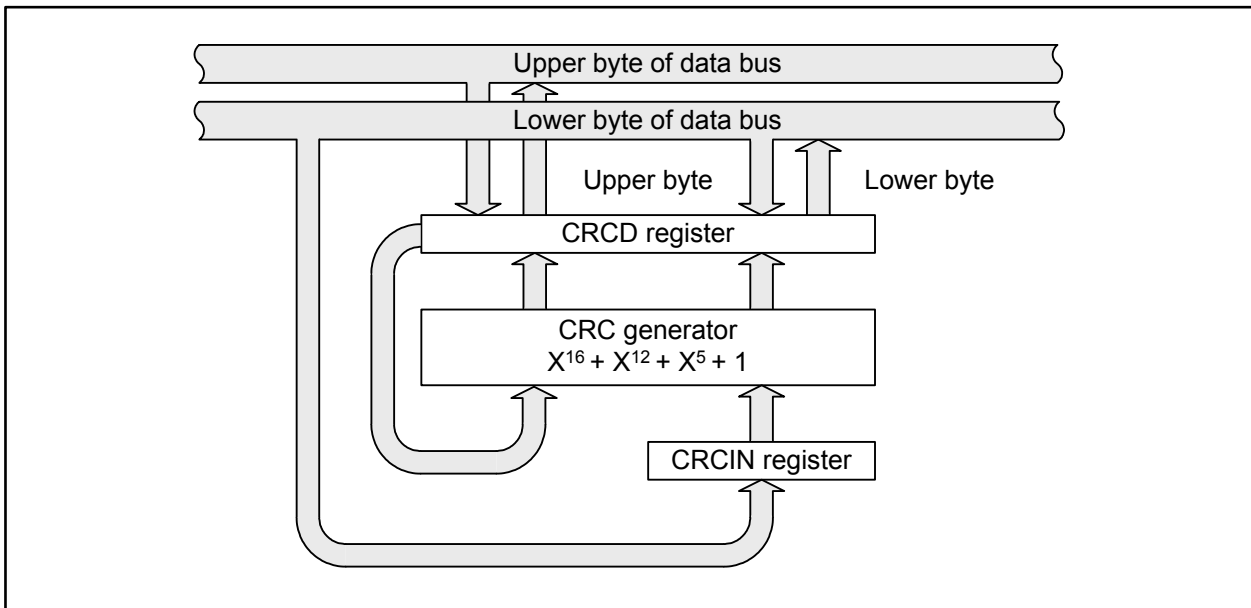 Upper byte of data bus
Lower byte of data bus
Upper byte
Lower byte
CRCD register
CRC generator
X¹⁶ + X¹² + X⁵ + 1
CRCIN register